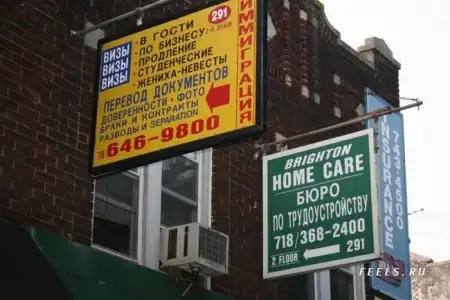 ВИЗЫ
ВИЗЫ
ВИЗЫ
• В ГОСТИ
• ПО БИЗНЕСУ
• ПРОДЛЕНИЕ
• СТУДЕНЧЕСКИЕ
• ЖЕНИХА-НЕВЕСТЫ
291
ИММИГРАЦИЯ
ПЕРЕВОД ДОКУМЕНТОВ
ДОВЕРЕННОСТИ • ФОТО
БРАКИ И КОНТРАКТЫ
РАЗВОДЫ И SEPARATION
718 646-9800
BRIGHTON
HOME CARE
БЮРО
ПО ТРУДОУСТРОЙСТВУ
718/368-2400
2 FLOOR
291
INSURANCE
743-4500
FEELS.RU